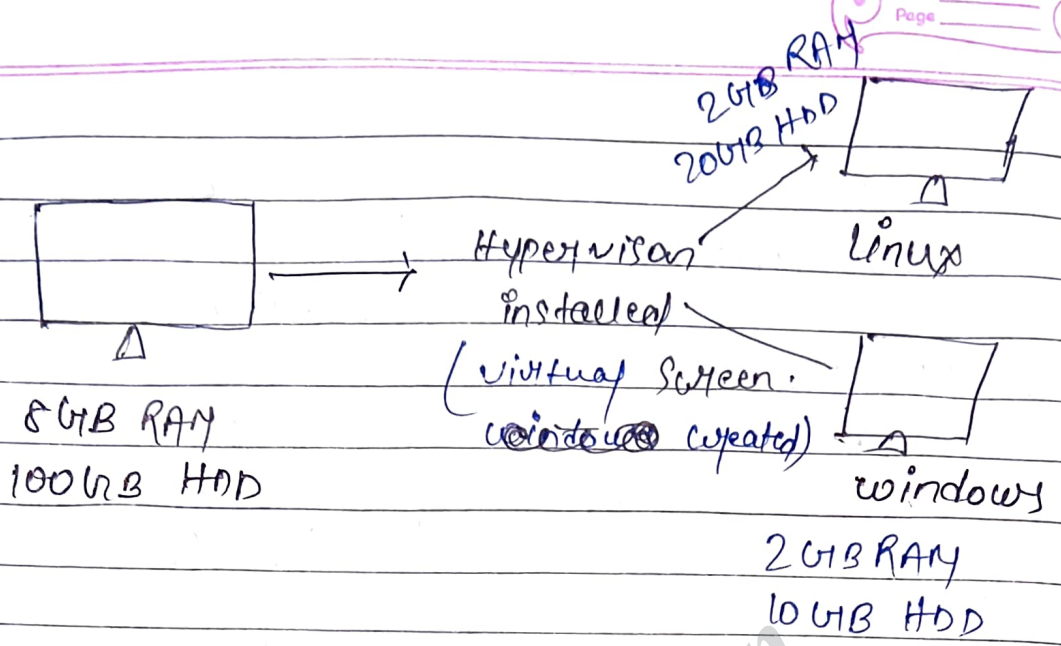 Page
2GB RAM
20GB HDD
Linux
Hypervisor
installed
(virtual Screen.
created)
8GB RAM
100GB HDD
windows
2GB RAM
10GB HDD